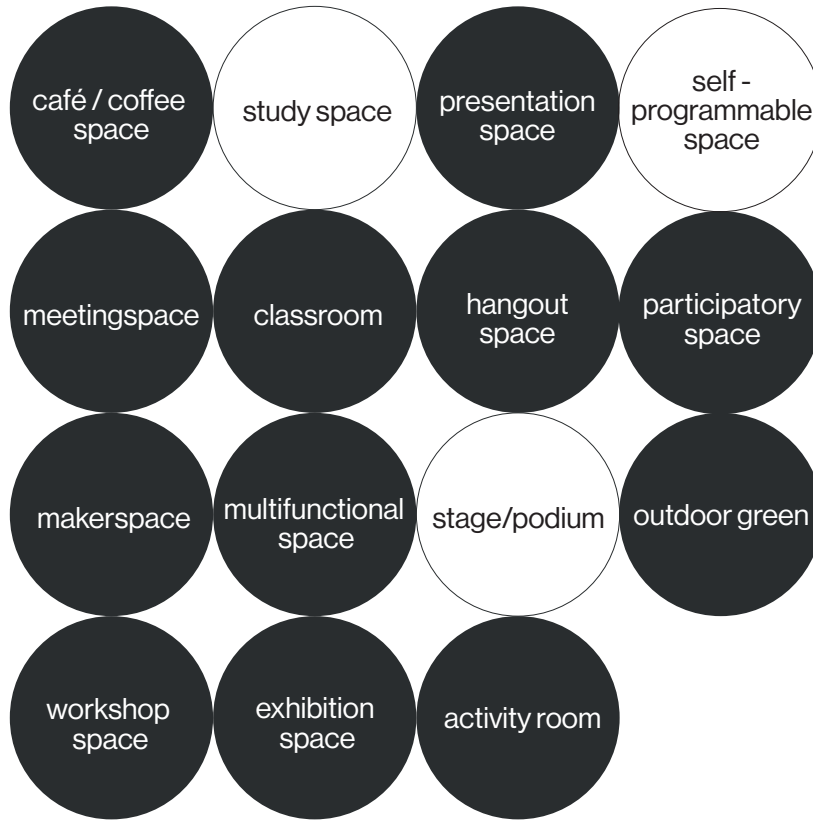 café / coffee
space
study space
presentation
space
self -
programmable
space
meetingspace
classroom
hangout
space
participatory
space
makerspace
multifunctional
space
stage/podium
outdoor green
workshop
space
exhibition
space
activity room